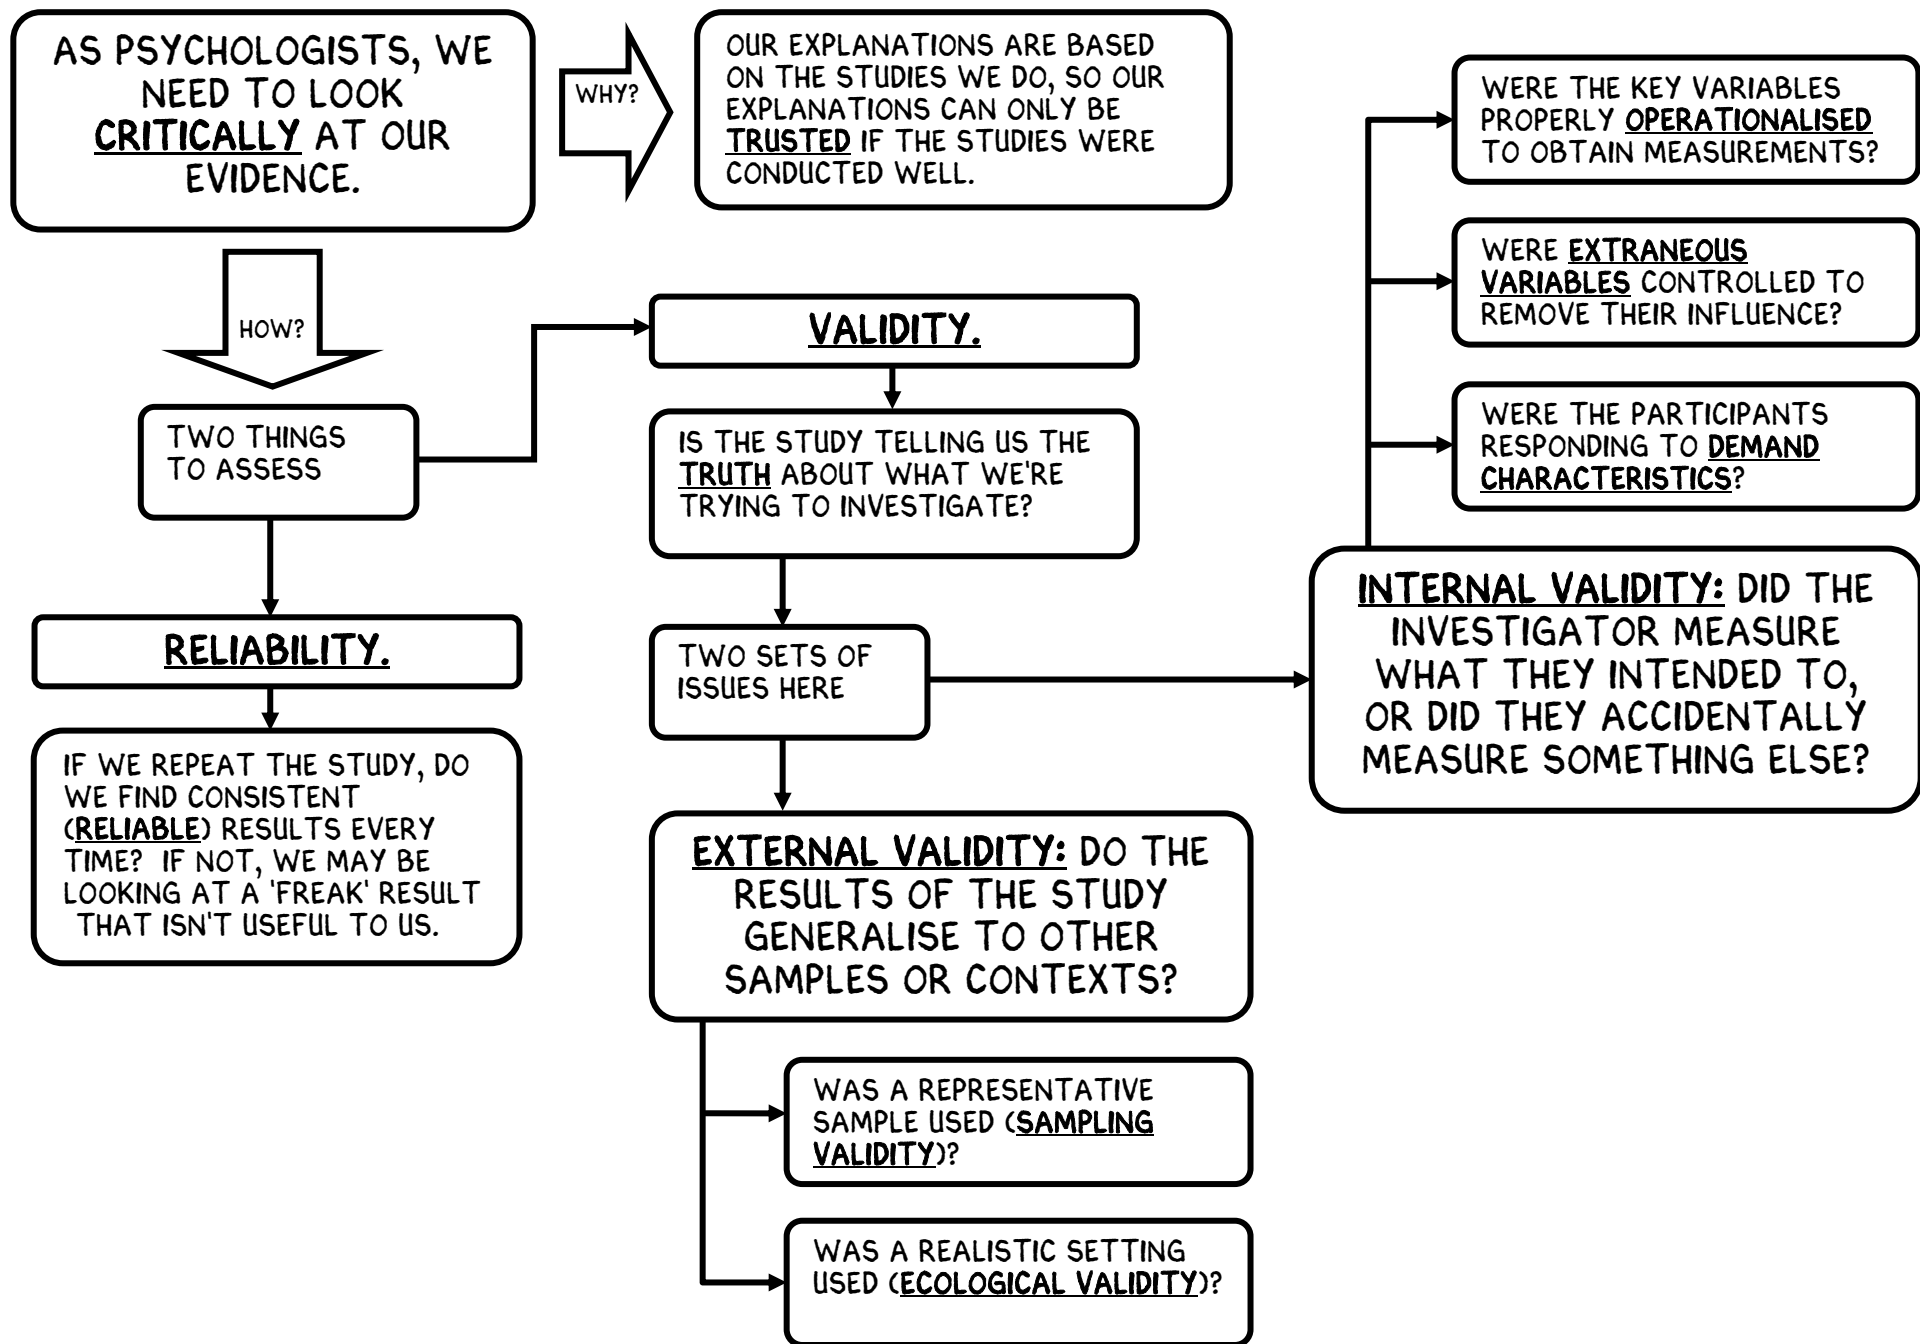 AS PSYCHOLOGISTS, WE
NEED TO LOOK
CRITICALLY AT OUR
EVIDENCE.
WHY?
OUR EXPLANATIONS ARE BASED
ON THE STUDIES WE DO, SO OUR
EXPLANATIONS CAN ONLY BE
TRUSTED IF THE STUDIES WERE
CONDUCTED WELL.
HOW?
TWO THINGS
TO ASSESS
RELIABILITY.
IF WE REPEAT THE STUDY, DO
WE FIND CONSISTENT
(RELIABLE) RESULTS EVERY
TIME? IF NOT, WE MAY BE
LOOKING AT A 'FREAK' RESULT
THAT ISN'T USEFUL TO US.
VALIDITY.
IS THE STUDY TELLING US THE
TRUTH ABOUT WHAT WE'RE
TRYING TO INVESTIGATE?
TWO SETS OF
ISSUES HERE
EXTERNAL VALIDITY: DO THE
RESULTS OF THE STUDY
GENERALISE TO OTHER
SAMPLES OR CONTEXTS?
WAS A REPRESENTATIVE
SAMPLE USED (SAMPLING
VALIDITY)?
WAS A REALISTIC SETTING
USED (ECOLOGICAL VALIDITY)?
WERE THE KEY VARIABLES
PROPERLY OPERATIONALISED
TO OBTAIN MEASUREMENTS?
WERE EXTRANEOUS
VARIABLES CONTROLLED TO
REMOVE THEIR INFLUENCE?
WERE THE PARTICIPANTS
RESPONDING TO DEMAND
CHARACTERISTICS?
INTERNAL VALIDITY: DID THE
INVESTIGATOR MEASURE
WHAT THEY INTENDED TO,
OR DID THEY ACCIDENTALLY
MEASURE SOMETHING ELSE?